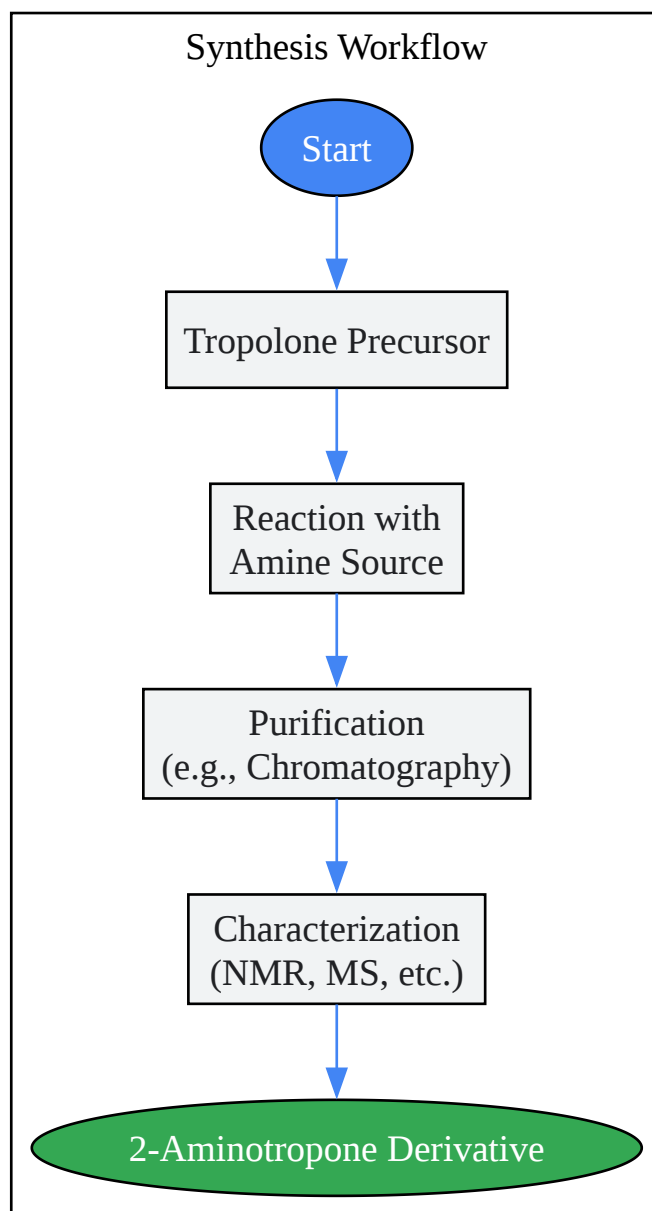 Synthesis Workflow
Start
Tropolone Precursor
Reaction with
Amine Source
Purification
(e.g., Chromatography)
Characterization
(NMR, MS, etc.)
2-Aminotropone Derivative